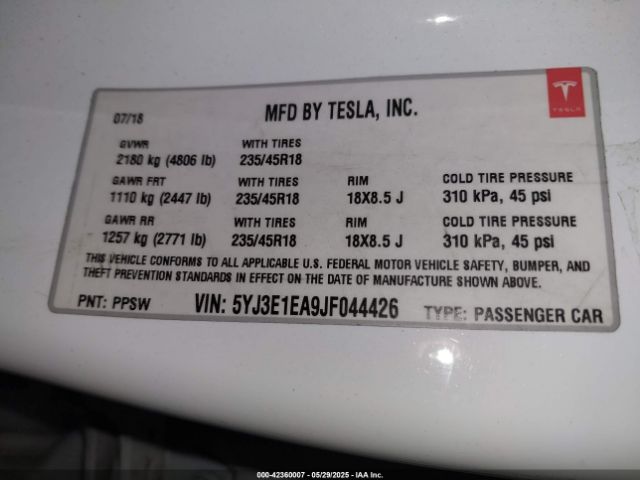 07/18 MFD BY TESLA, INC. TESLA
GVWR WITH TIRES
2180 kg (4806 lb) 235/45R18
GAWR FRT WITH TIRES RIM COLD TIRE PRESSURE
1110 kg (2447 lb) 235/45R18 18X8.5 J 310 kPa, 45 psi
GAWR RR WITH TIRES RIM COLD TIRE PRESSURE
1257 kg (2771 lb) 235/45R18 18X8.5 J 310 kPa, 45 psi
THIS VEHICLE CONFORMS TO ALL APPLICABLE U.S. FEDERAL MOTOR VEHICLE SAFETY, BUMPER, AND
THEFT PREVENTION STANDARDS IN EFFECT ON THE DATE OF MANUFACTURE SHOWN ABOVE.
PNT: PPSW VIN: 5YJ3E1EA9JF044426 TYPE: PASSENGER CAR
000-42360007 - 05/29/2025 - IAA Inc.